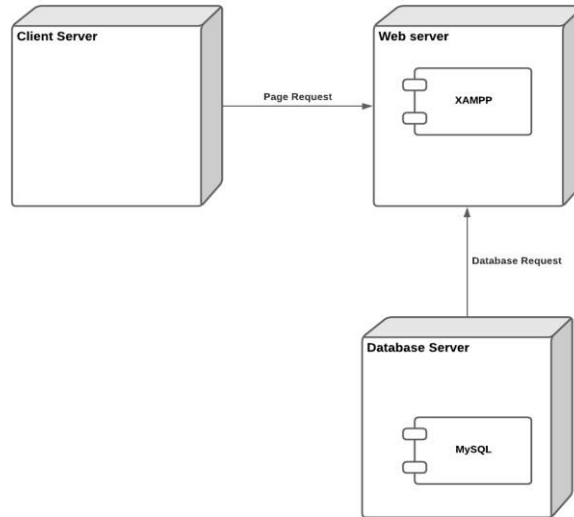 Client Server
Web server
XAMPP
Page Request
Database Request
Database Server
MySQL